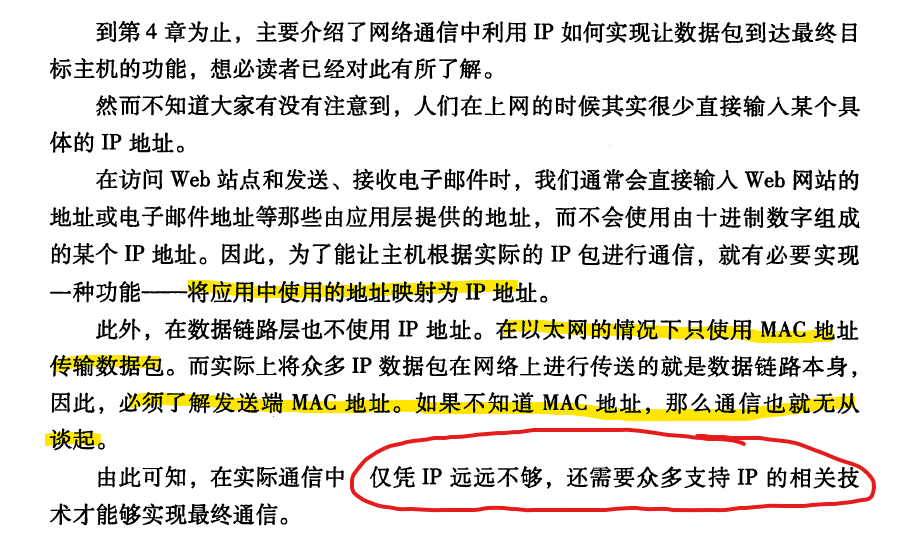 到第 4 章为止，主要介绍了网络通信中利用 IP 如何实现让数据包到达最终目
标主机的功能，想必读者已经对此有所了解。
然而不知道大家有没有注意到，人们在上网的时候其实很少直接输入某个具
体的 IP 地址。
在访问 Web 站点和发送、接收电子邮件时，我们通常会直接输入 Web 网站的
地址或电子邮件地址等那些由应用层提供的地址，而不会使用由十进制数字组成
的某个 IP 地址。因此，为了能让主机根据实际的 IP 包进行通信，就有必要实现
一种功能——将应用中使用的地址映射为 IP 地址。
此外，在数据链路层也不使用 IP 地址。在以太网的情况下只使用 MAC 地址
传输数据包。而实际上将众多 IP 数据包在网络上进行传送的就是数据链路本身，
因此，必须了解发送端 MAC 地址。如果不知道 MAC 地址，那么通信也就无从
谈起。
由此可知，在实际通信中 仅凭 IP 远远不够，还需要众多支持 IP 的相关技
术才能够实现最终通信。